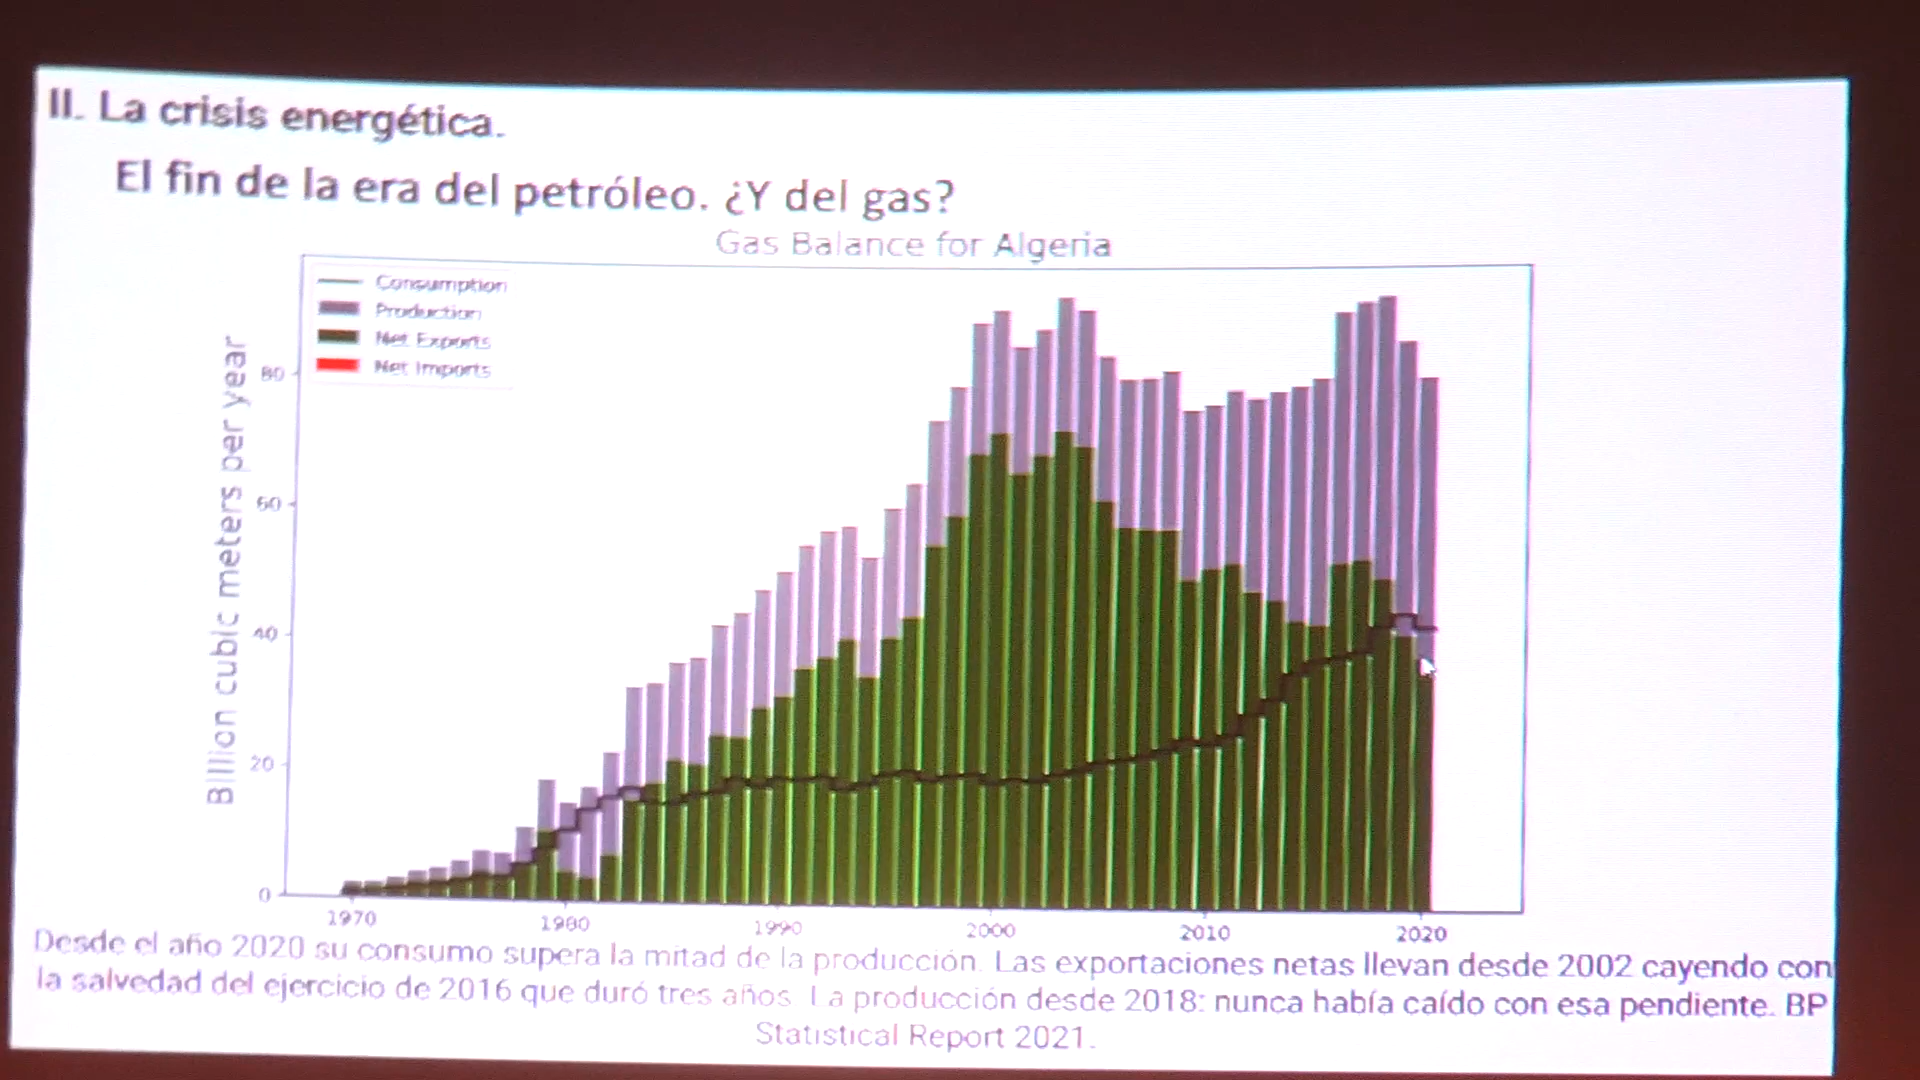 II. La crisis energética.
El fin de la era del petróleo. ¿Y del gas?
Gas Balance for Algeria
Consumption
Production
Net Exports
Net Imports
Billion cubic meters per year
80
60
40
20
0
1970
1980
1990
2000
2010
2020
Desde el año 2020 su consumo supera la mitad de la producción. Las exportaciones netas llevan desde 2002 cayendo con
la salvedad del ejercicio de 2016 que duró tres años. La producción desde 2018: nunca había caído con esa pendiente. BP
Statistical Report 2021.